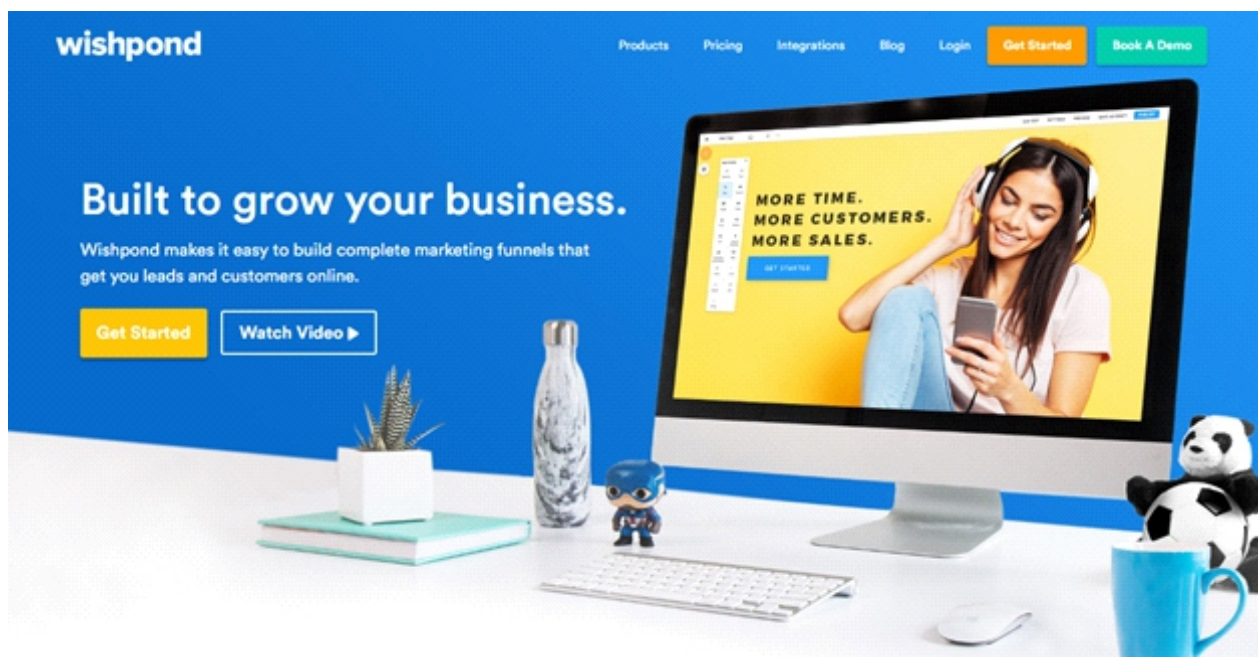 wishpond
Products Pricing Integrations Blog Login Get Started Book A Demo
Built to grow your business.
Wishpond makes it easy to build complete marketing funnels that
get you leads and customers online.
Get Started Watch Video
MORE TIME.
MORE CUSTOMERS.
MORE SALES.
GET STARTED